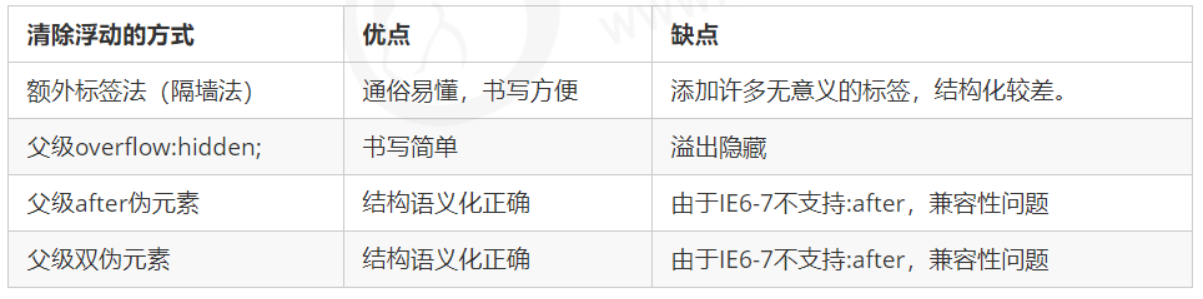 清除浮动的方式 优点 缺点
额外标签法（隔墙法） 通俗易懂，书写方便 添加许多无意义的标签，结构化较差。
父级overflow:hidden; 书写简单 溢出隐藏
父级after伪元素 结构语义化正确 由于IE6-7不支持:after，兼容性问题
父级双伪元素 结构语义化正确 由于IE6-7不支持:after，兼容性问题